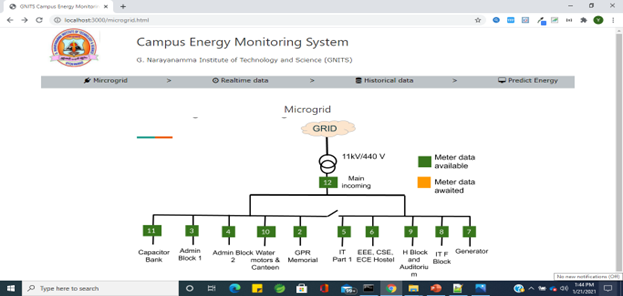 GNITS Campus Energy Monitoring
localhost:3000/microgrid.html
Campus Energy Monitoring System
G. Narayanamma Institute of Technology and Science (GNITS)
Mircrogrid > Realtime data > Historical data > Predict Energy
Microgrid
GRID
11kV/440 V
12
Main
incoming
Meter data
available
Meter data
awaited
11 3 4 10 2 5 6 9 8 7
Capacitor
Bank
Admin
Block 1
Admin Block
2
Water
motors &
Canteen
GPR
Memorial
IT
Part 1
EEE, CSE,
ECE Hostel
H Block
and
Auditoriu
m
IT F
Block
Generator
No new notifications
Type here to search
1:44 PM
1/21/2021